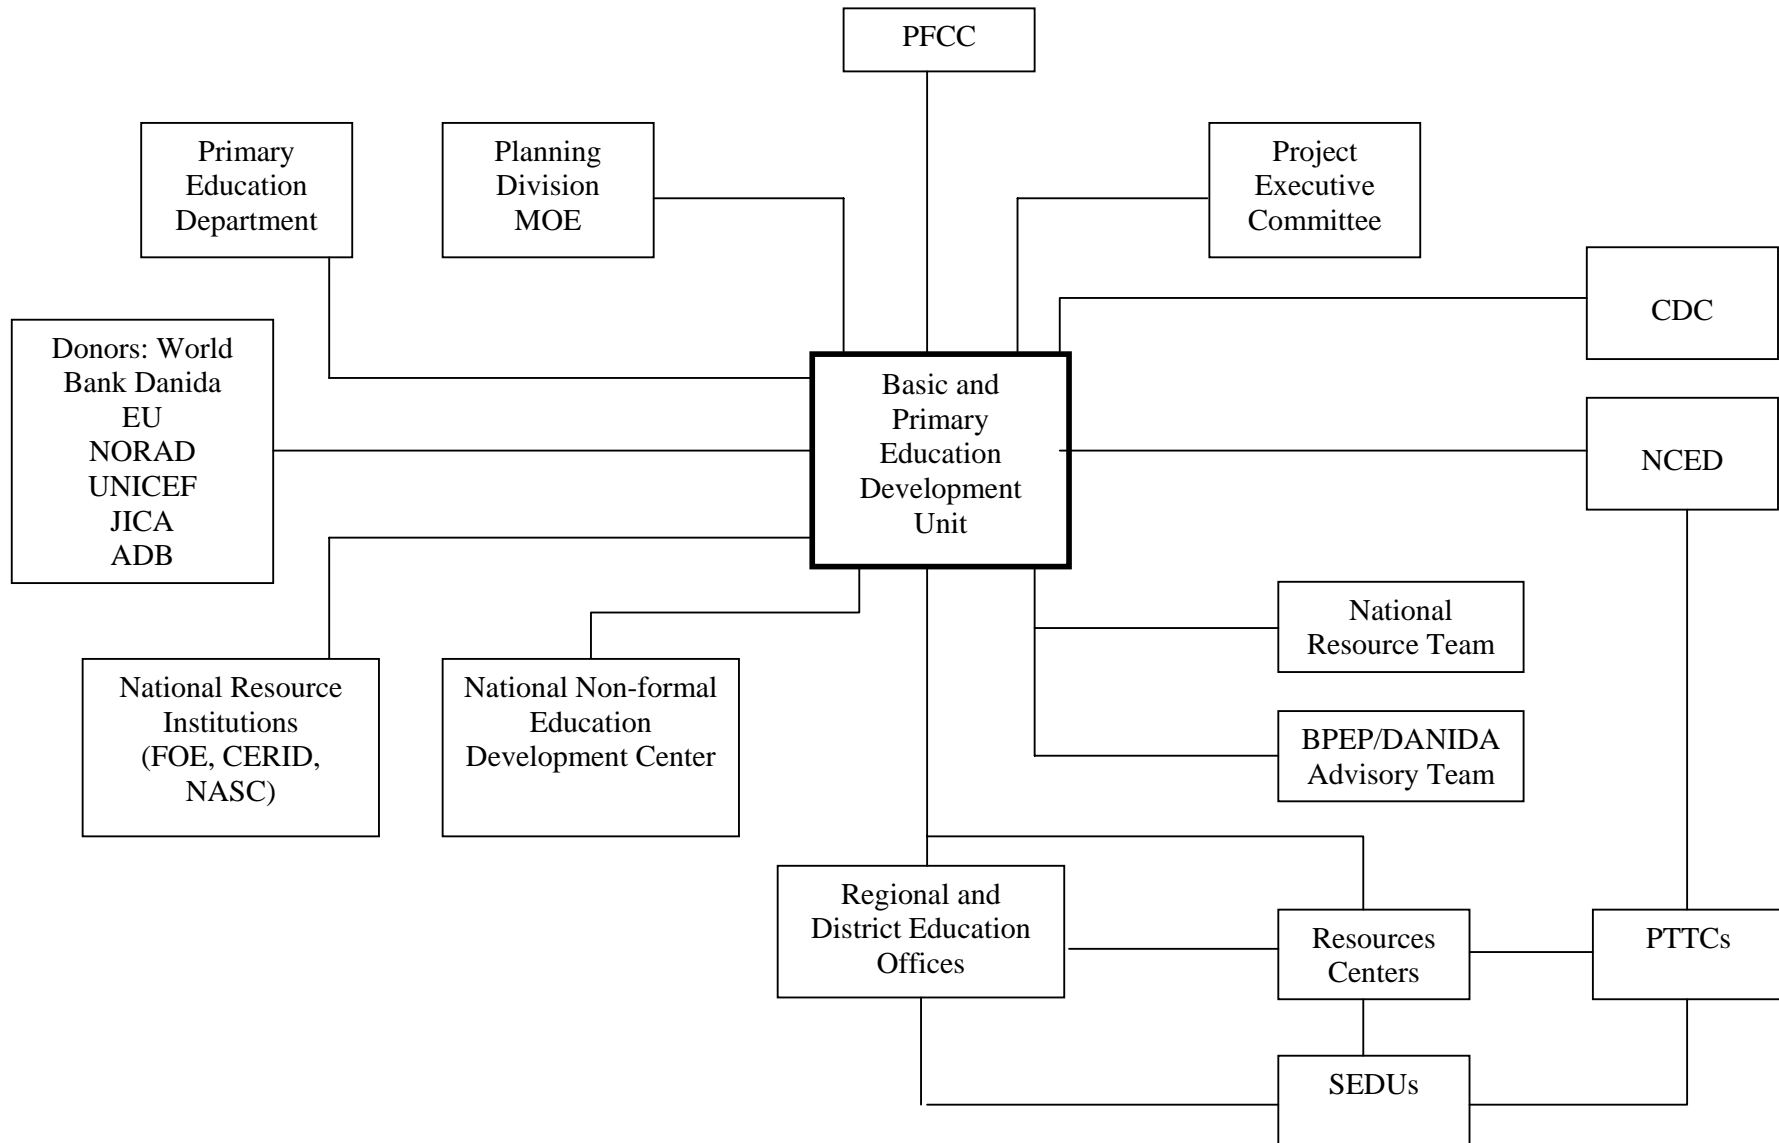 PFCC
Primary
Education
Department
Planning
Division
MOE
Project
Executive
Committee
CDC
Donors: World
Bank Danida
EU
NORAD
UNICEF
JICA
ADB
Basic and
Primary
Education
Development
Unit
NCED
National
Resource Team
National Resource
Institutions
(FOE, CERID,
NASC)
National Non-formal
Education
Development Center
BPEP/DANIDA
Advisory Team
Regional and
District Education
Offices
Resources
Centers
PTTCs
SEDUs